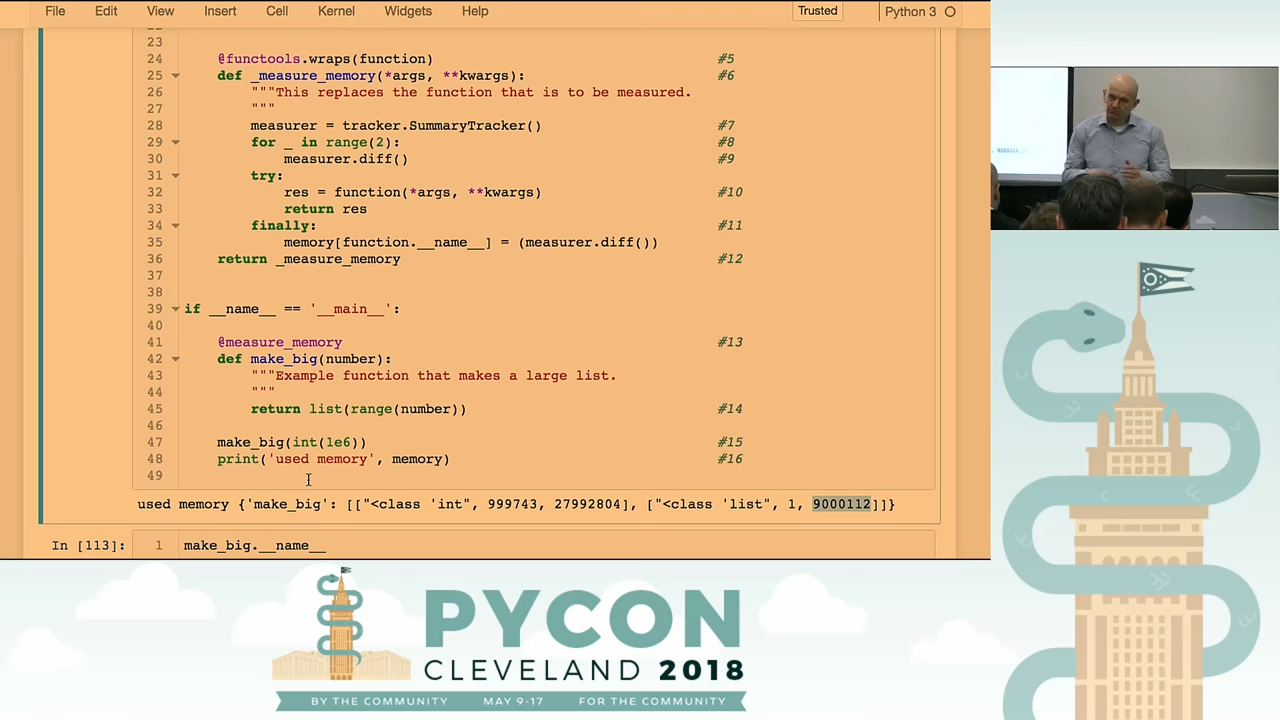 File Edit View Insert Cell Kernel Widgets Help Trusted Python 3
22
23
24 @functools.wraps(function) #5
25 def _measure_memory(*args, **kwargs): #6
26 """This replaces the function that is to be measured.
27 """
28 measurer = tracker.SummaryTracker() #7
29 for _ in range(2): #8
30 measurer.diff() #9
31 try:
32 res = function(*args, **kwargs) #10
33 return res
34 finally: #11
35 memory[function.__name__] = (measurer.diff())
36 return _measure_memory #12
37
38
39 if __name__ == '__main__':
40
41 @measure_memory #13
42 def make_big(number):
43 """Example function that makes a large list.
44 """
45 return list(range(number)) #14
46
47 make_big(int(1e6)) #15
48 print('used memory', memory) #16
49
used memory {'make_big': [["<class 'int", 999743, 27992804], ["<class 'list", 1, 9000112]]}
In [113]: 1 make_big.__name__
PYCON
CLEVELAND 2018
BY THE COMMUNITY MAY 9-17 FOR THE COMMUNITY